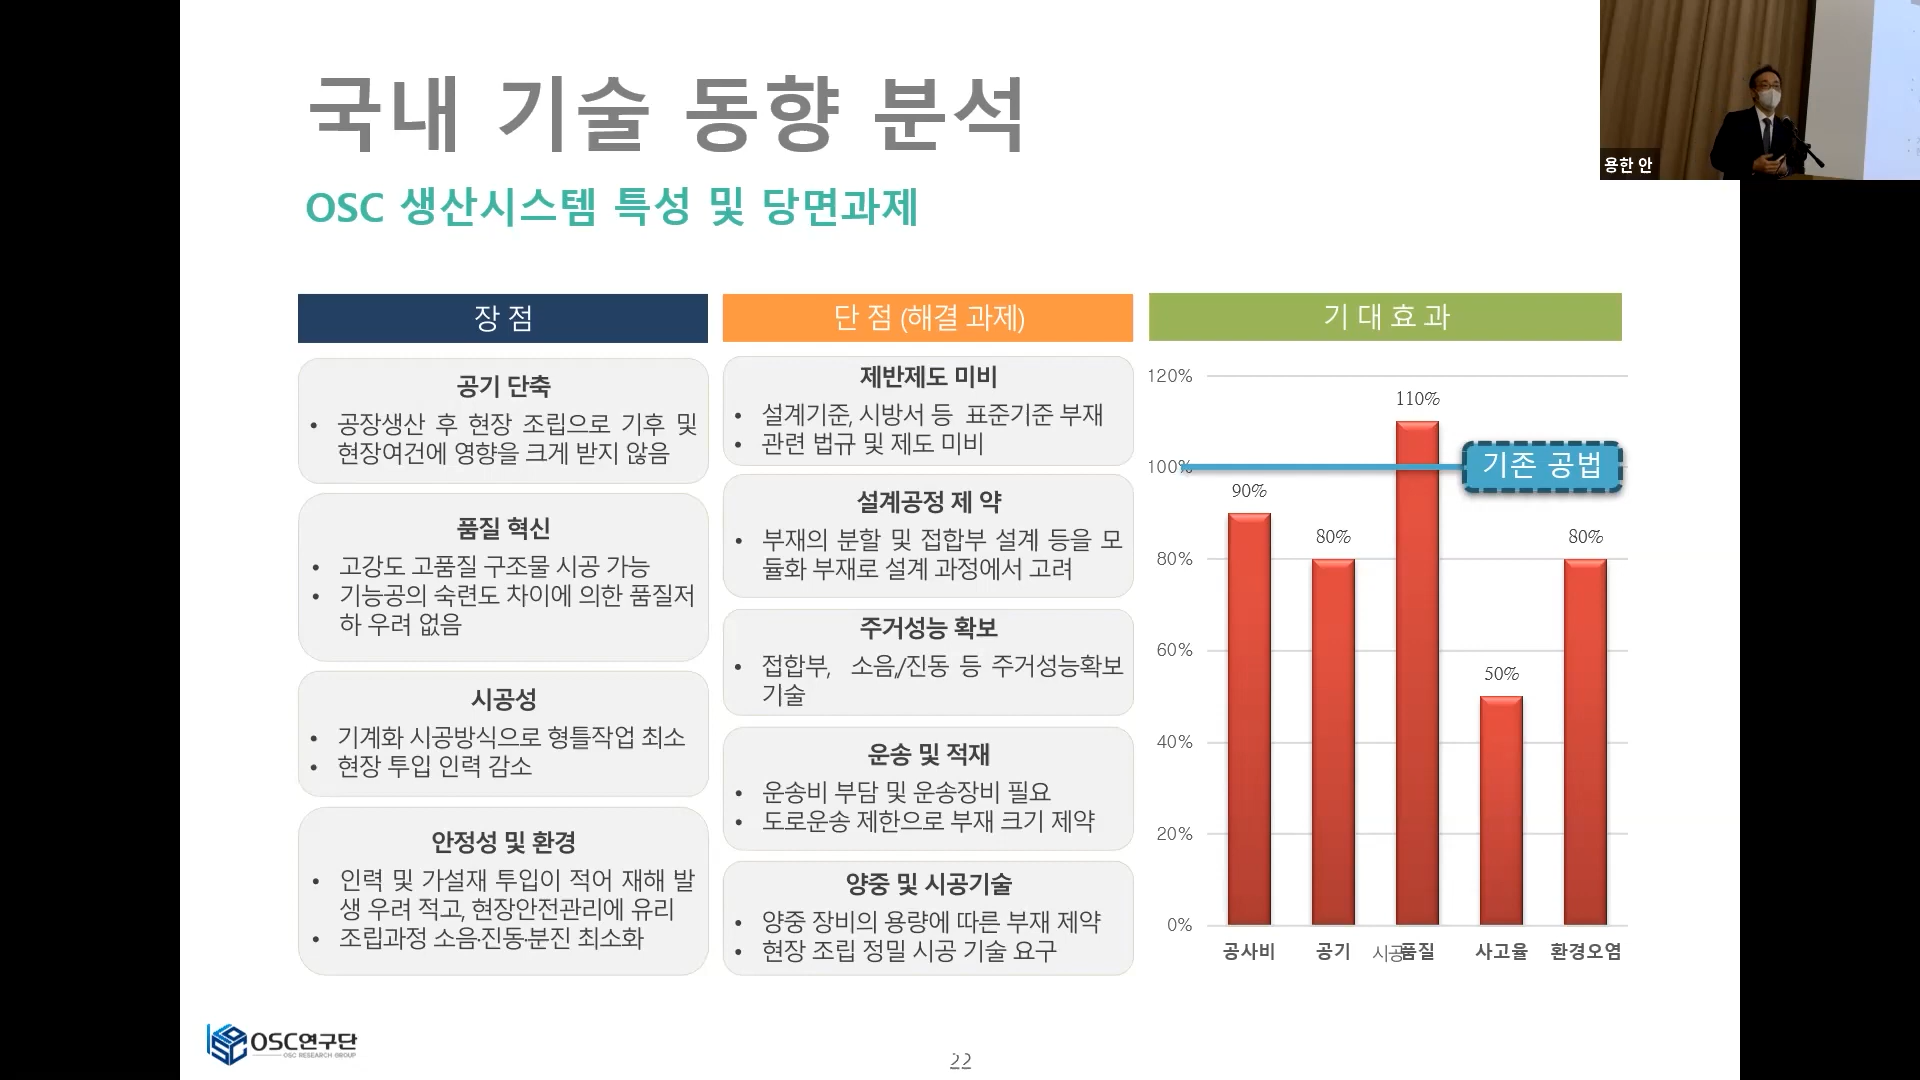 국내 기술 동향 분석
용한 안
OSC 생산시스템 특성 및 당면과제
장 점
공기 단축
• 공장생산 후 현장 조립으로 기후 및
현장여건에 영향을 크게 받지 않음
품질 혁신
• 고강도 고품질 구조물 시공 가능
• 기능공의 숙련도 차이에 의한 품질저
하 우려 없음
시공성
• 기계화 시공방식으로 형틀작업 최소
• 현장 투입 인력 감소
안정성 및 환경
• 인력 및 가설재 투입이 적어 재해 발
생 우려 적고, 현장안전관리에 유리
• 조립과정 소음·진동·분진 최소화
단 점 (해결 과제)
제반제도 미비
• 설계기준, 시방서 등 표준기준 부재
• 관련 법규 및 제도 미비
설계공정 제 약
• 부재의 분할 및 접합부 설계 등을 모
듈화 부재로 설계 과정에서 고려
주거성능 확보
• 접합부, 소음,/진동 등 주거성능확보
기술
운송 및 적재
• 운송비 부담 및 운송장비 필요
• 도로운송 제한으로 부재 크기 제약
양중 및 시공기술
• 양중 장비의 용량에 따른 부재 제약
• 현장 조립 정밀 시공 기술 요구
기 대 효 과
120%
110%
100%
기존 공법
90%
80%
80%
80%
60%
50%
40%
20%
0%
공사비 공기 시공품질 사고율 환경오염
OSC연구단
OSC RESEARCH GROUP
22